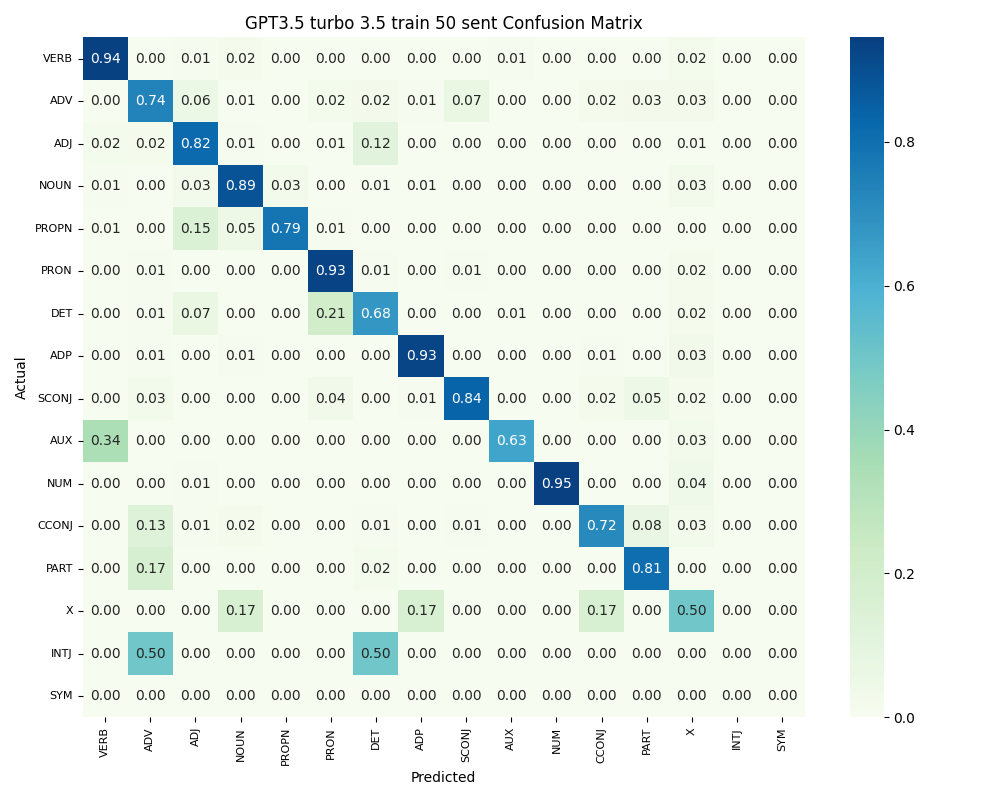 GPT3.5 turbo 3.5 train 50 sent Confusion Matrix
VERB 0.94 0.00 0.01 0.02 0.00 0.00 0.00 0.00 0.00 0.01 0.00 0.00 0.00 0.02 0.00 0.00
ADV 0.00 0.74 0.06 0.01 0.00 0.02 0.02 0.01 0.07 0.00 0.00 0.02 0.03 0.03 0.00 0.00
ADJ 0.02 0.02 0.82 0.01 0.00 0.01 0.12 0.00 0.00 0.00 0.00 0.00 0.00 0.01 0.00 0.00
NOUN 0.01 0.00 0.03 0.89 0.03 0.00 0.01 0.01 0.00 0.00 0.00 0.00 0.00 0.03 0.00 0.00
PROPN 0.01 0.00 0.15 0.05 0.79 0.01 0.00 0.00 0.00 0.00 0.00 0.00 0.00 0.00 0.00 0.00
PRON 0.00 0.01 0.00 0.00 0.00 0.93 0.01 0.00 0.01 0.00 0.00 0.00 0.00 0.02 0.00 0.00
DET 0.00 0.01 0.07 0.00 0.00 0.21 0.68 0.00 0.00 0.01 0.00 0.00 0.00 0.02 0.00 0.00
ADP 0.00 0.01 0.00 0.01 0.00 0.00 0.00 0.93 0.00 0.00 0.00 0.01 0.00 0.03 0.00 0.00
SCONJ 0.00 0.03 0.00 0.00 0.00 0.04 0.00 0.01 0.84 0.00 0.00 0.02 0.05 0.02 0.00 0.00
AUX 0.34 0.00 0.00 0.00 0.00 0.00 0.00 0.00 0.00 0.63 0.00 0.00 0.00 0.03 0.00 0.00
NUM 0.00 0.00 0.01 0.00 0.00 0.00 0.00 0.00 0.00 0.00 0.95 0.00 0.00 0.04 0.00 0.00
CCONJ 0.00 0.13 0.01 0.02 0.00 0.00 0.01 0.00 0.01 0.00 0.00 0.72 0.08 0.03 0.00 0.00
PART 0.00 0.17 0.00 0.00 0.00 0.00 0.02 0.00 0.00 0.00 0.00 0.00 0.81 0.00 0.00 0.00
X 0.00 0.00 0.00 0.17 0.00 0.00 0.00 0.17 0.00 0.00 0.00 0.17 0.00 0.50 0.00 0.00
INTJ 0.00 0.50 0.00 0.00 0.00 0.00 0.50 0.00 0.00 0.00 0.00 0.00 0.00 0.00 0.00 0.00
SYM 0.00 0.00 0.00 0.00 0.00 0.00 0.00 0.00 0.00 0.00 0.00 0.00 0.00 0.00 0.00 0.00
VERB ADV ADJ NOUN PROPN PRON DET ADP SCONJ AUX NUM CCONJ PART X INTJ SYM
Predicted
Actual
0.8
0.6
0.4
0.2
0.0